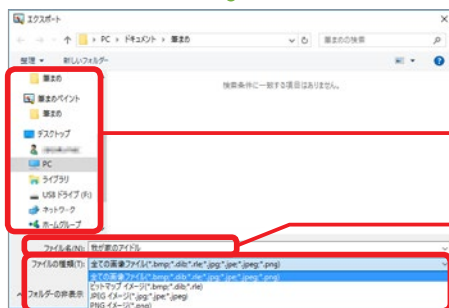 エクスポート
PC › ドキュメント › 筆まめ
筆まめの検索
整理 ▼ 新しいフォルダー
筆まめ
検索条件に一致する項目はありません。
筆まめペイント
筆まめ
デスクトップ
PC
ライブラリ
USB ドライブ (F:)
ネットワーク
ホームグループ
ファイル名(N): 我が家のアイドル
ファイルの種類(T): 全ての画像ファイル(*.bmp;*.dib;*.rle;*.jpg;*.jpe;*.jpeg;*.png)
全ての画像ファイル(*.bmp;*.dib;*.rle;*.jpg;*.jpe;*.jpeg;*.png)
ビットマップ イメージ(*.bmp;*.dib;*.rle)
フォルダーの非表示 JPEG イメージ(*.jpg;*.jpe;*.jpeg)
PNG イメージ(*.png)